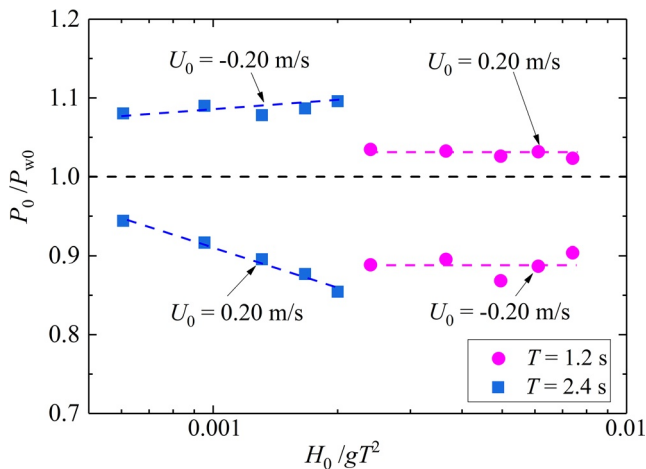 1.2
U₀ = -0.20 m/s
U₀ = 0.20 m/s
1.1
1.0
P₀ /P_w0
0.9
U₀ = 0.20 m/s
U₀ = -0.20 m/s
0.8
T = 1.2 s
T = 2.4 s
0.7
0.001
0.01
H₀ /gT²